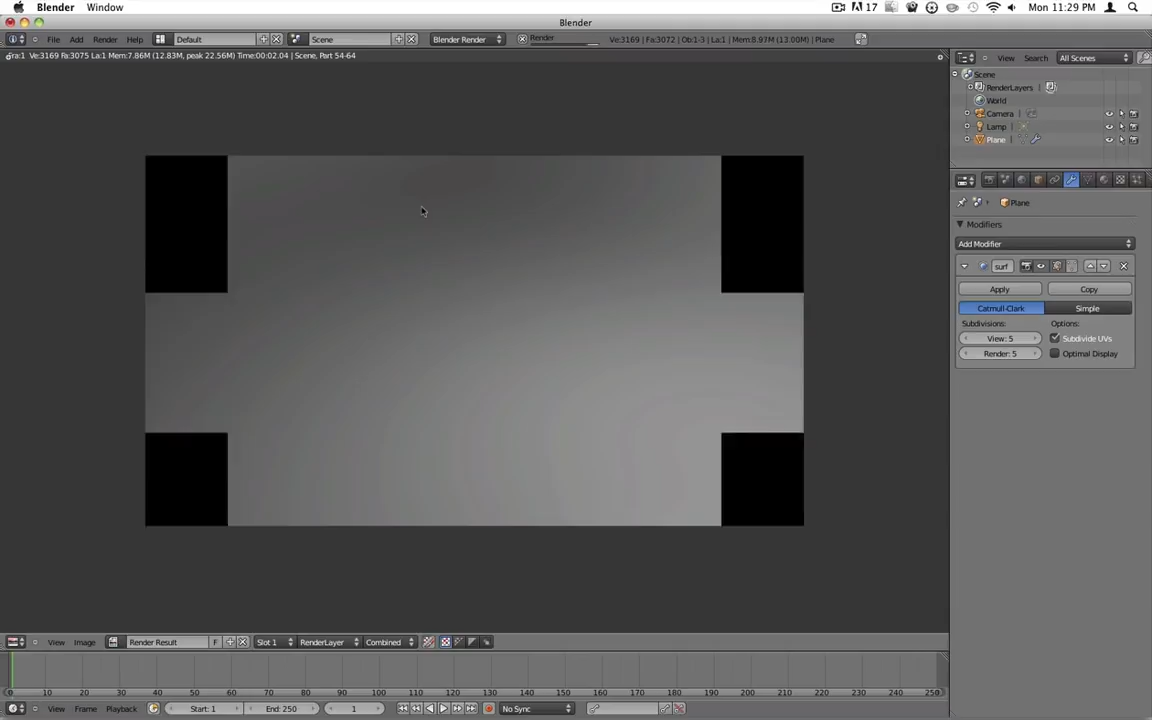 Blender Window 17 Mon 11:29 PM
Blender
File Add Render Help Default Scene Blender Render Render Ve:3169 | Fa:3072 | Ob:1-3 | La:1 | Mem:8.97M (13.00M) | Plane
Ve:3169 Fa:3075 La:1 Mem:7.86M (12.83M, peak 22.56M) Time:00:02.04 | Scene, Part 54-64
View Search All Scenes
Scene
RenderLayers
World
Camera
Lamp
Plane
Plane
Modifiers
Add Modifier
surf
Apply Copy
Catmull-Clark Simple
Subdivisions: Options:
View: 5 Subdivide UVs
Render: 5 Optimal Display
View Image Render Result F Slot 1 RenderLayer Combined
0 10 20 30 40 50 60 70 80 90 100 110 120 130 140 150 160 170 180 190 200 210 220 230 240 250
View Frame Playback Start: 1 End: 250 1 No Sync